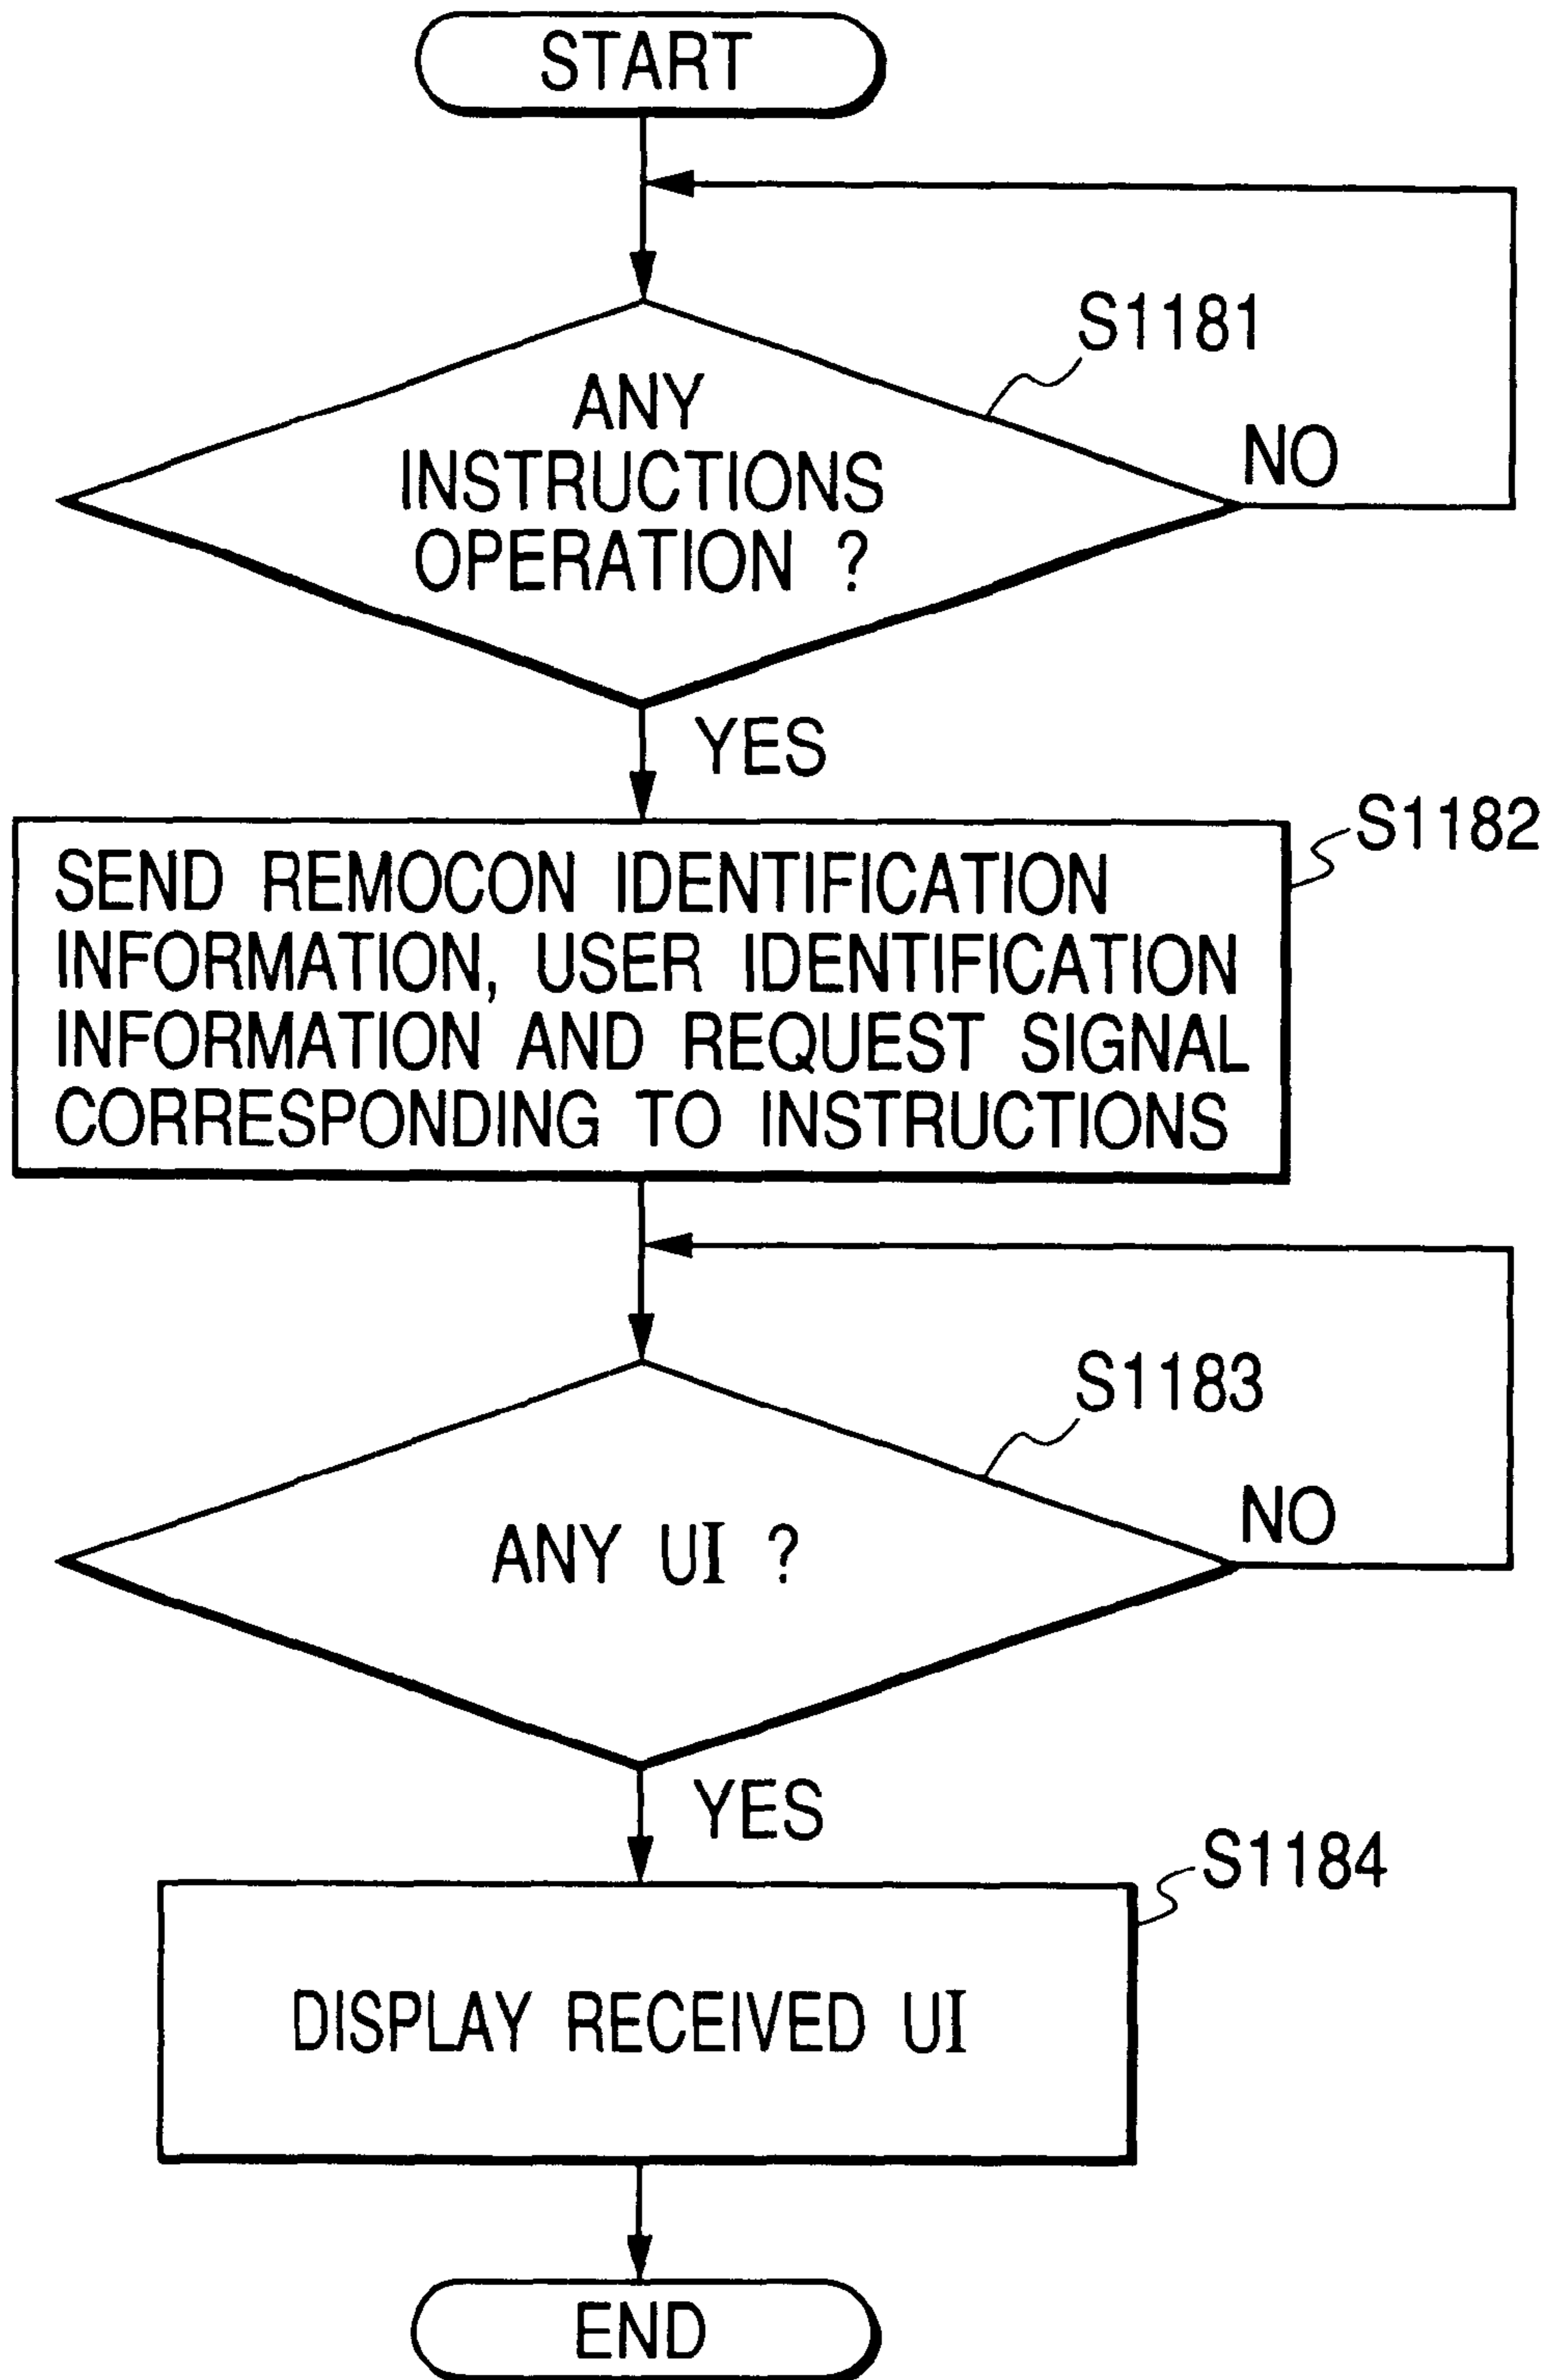 START
S1181
ANY
INSTRUCTIONS
OPERATION ?
NO
YES
S1182
SEND REMOCON IDENTIFICATION
INFORMATION, USER IDENTIFICATION
INFORMATION AND REQUEST SIGNAL
CORRESPONDING TO INSTRUCTIONS
S1183
NO
ANY UI ?
YES
S1184
DISPLAY RECEIVED UI
END